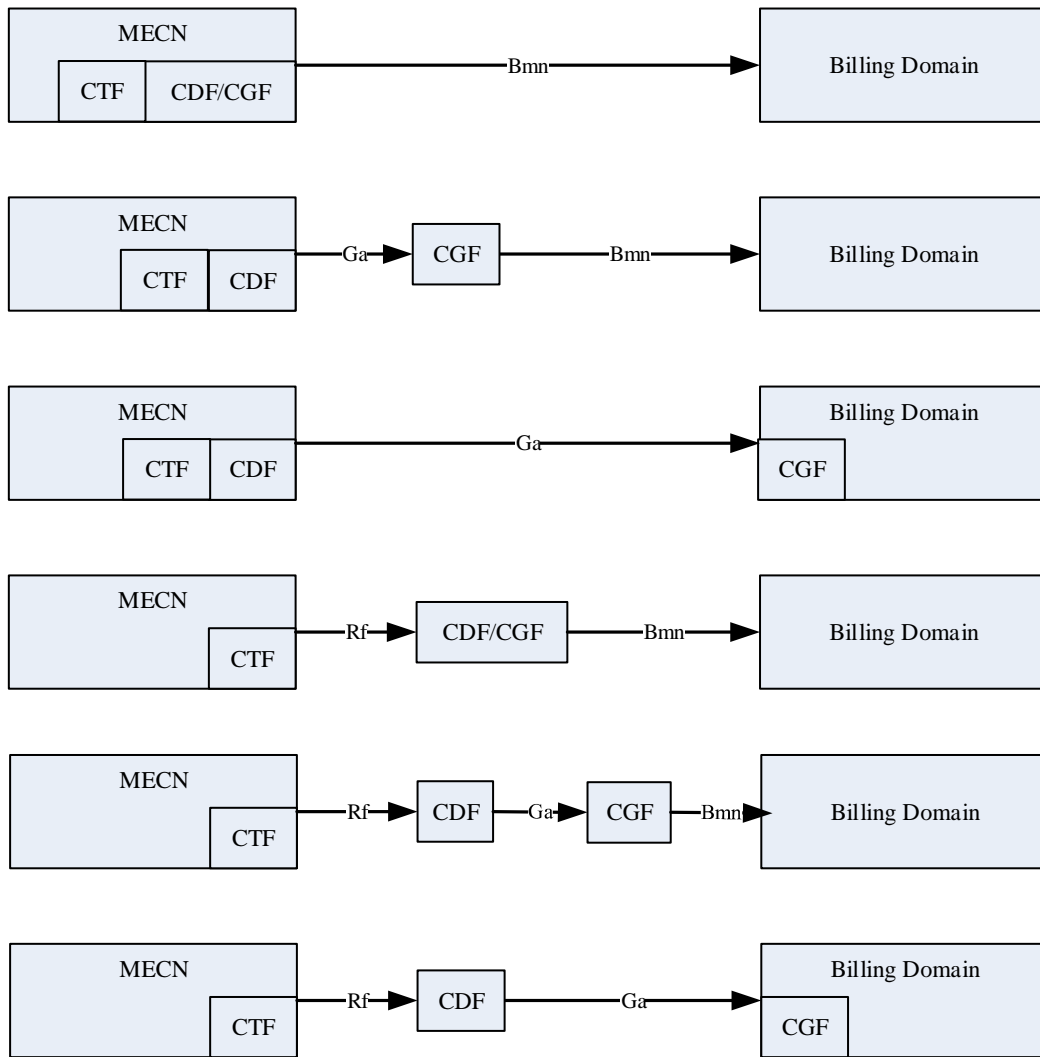 MECN
CTF
CDF/CGF
Bmn
Billing Domain
MECN
CTF
CDF
Ga
CGF
Bmn
Billing Domain
MECN
CTF
CDF
Ga
Billing Domain
CGF
MECN
CTF
Rf
CDF/CGF
Bmn
Billing Domain
MECN
CTF
Rf
CDF
Ga
CGF
Bmn
Billing Domain
MECN
CTF
Rf
CDF
Ga
Billing Domain
CGF